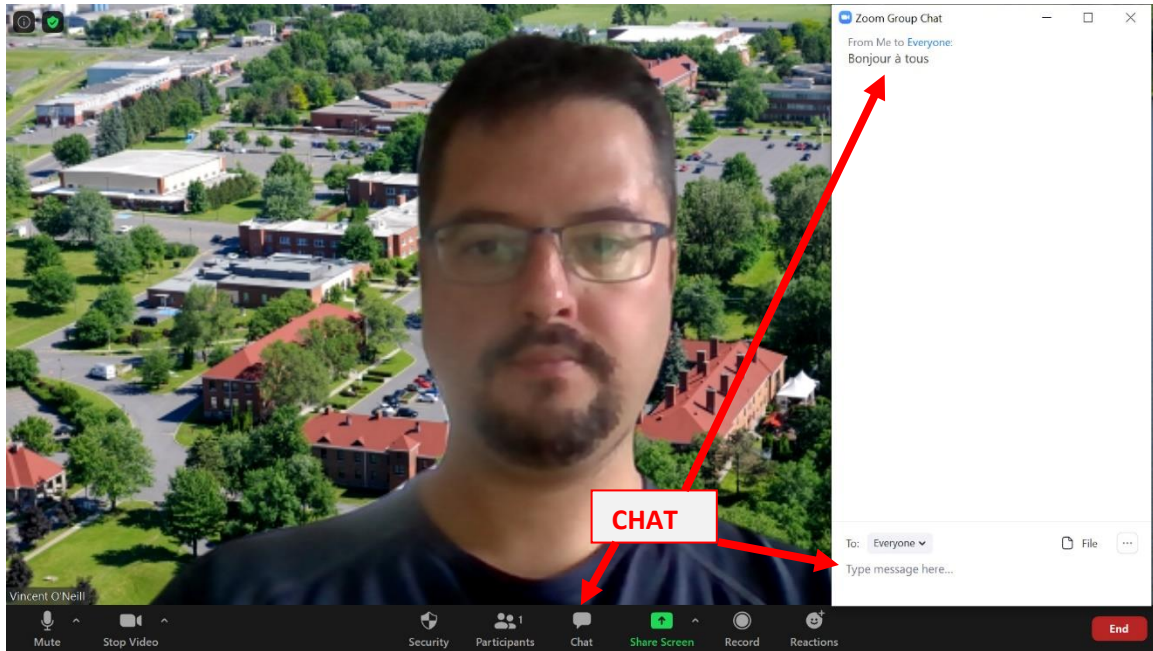 Zoom Group Chat
From Me to Everyone:
Bonjour à tous
CHAT
To: Everyone File ...
Type message here...
Vincent O'Neill
1
Mute Stop Video Security Participants Chat Share Screen Record Reactions End